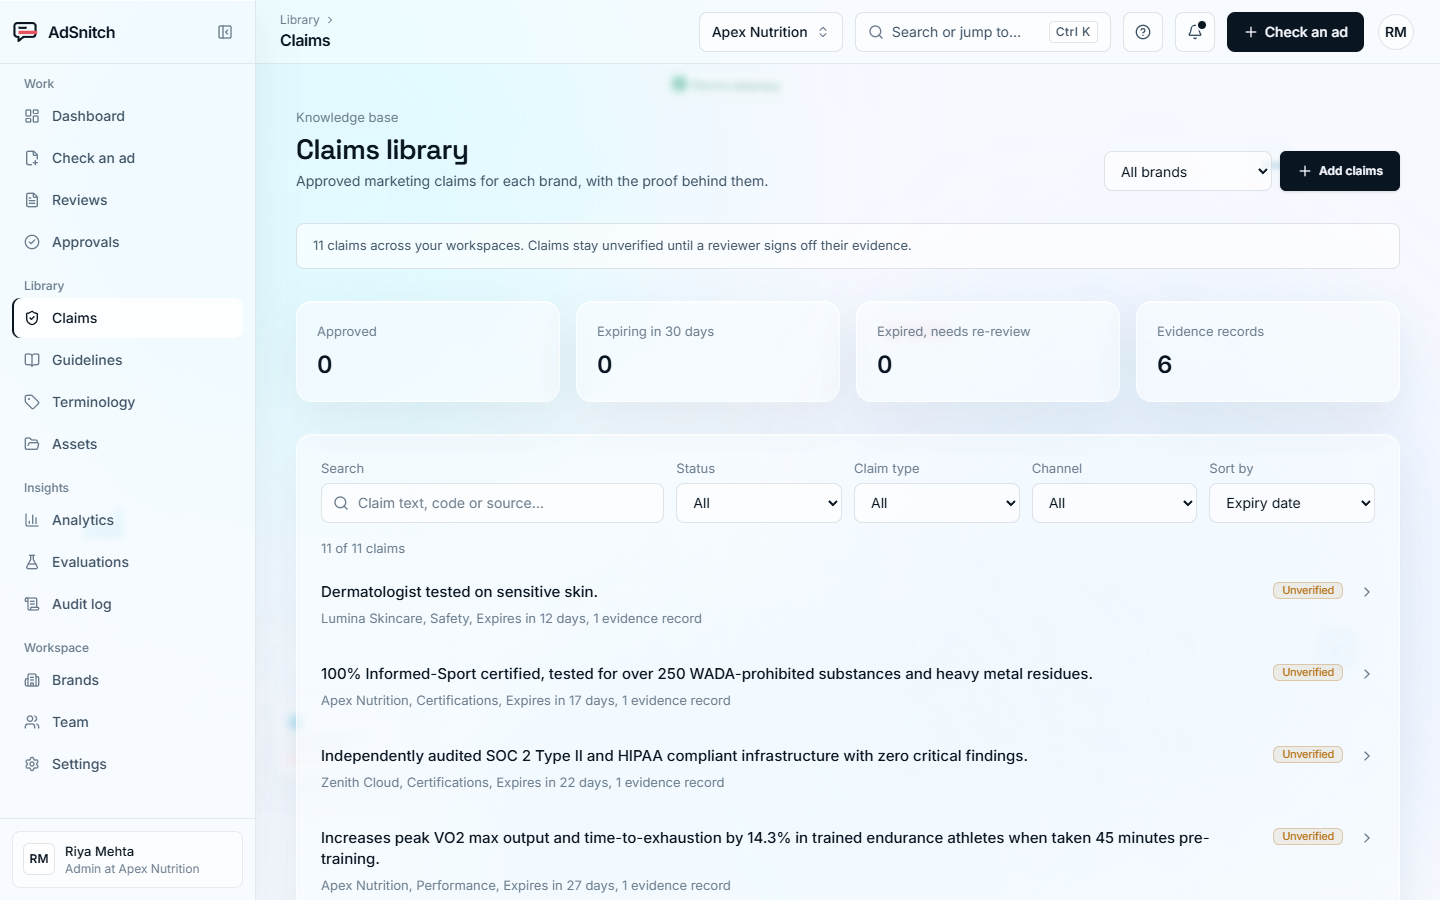 AdSnitch
Work
Dashboard
Check an ad
Reviews
Approvals
Library
Claims
Guidelines
Terminology
Assets
Insights
Analytics
Evaluations
Audit log
Workspace
Brands
Team
Settings
RM
Riya Mehta
Admin at Apex Nutrition
Library
Claims
Apex Nutrition
Search or jump to...
Ctrl K
Check an ad
RM
Knowledge base
Claims library
Approved marketing claims for each brand, with the proof behind them.
All brands
Add claims
11 claims across your workspaces. Claims stay unverified until a reviewer signs off their evidence.
Approved
0
Expiring in 30 days
0
Expired, needs re-review
0
Evidence records
6
Search
Claim text, code or source...
Status
All
Claim type
All
Channel
All
Sort by
Expiry date
11 of 11 claims
Dermatologist tested on sensitive skin.
Unverified
Lumina Skincare, Safety, Expires in 12 days, 1 evidence record
100% Informed-Sport certified, tested for over 250 WADA-prohibited substances and heavy metal residues.
Unverified
Apex Nutrition, Certifications, Expires in 17 days, 1 evidence record
Independently audited SOC 2 Type II and HIPAA compliant infrastructure with zero critical findings.
Unverified
Zenith Cloud, Certifications, Expires in 22 days, 1 evidence record
Increases peak VO2 max output and time-to-exhaustion by 14.3% in trained endurance athletes when taken 45 minutes pre-
training.
Unverified
Apex Nutrition, Performance, Expires in 27 days, 1 evidence record